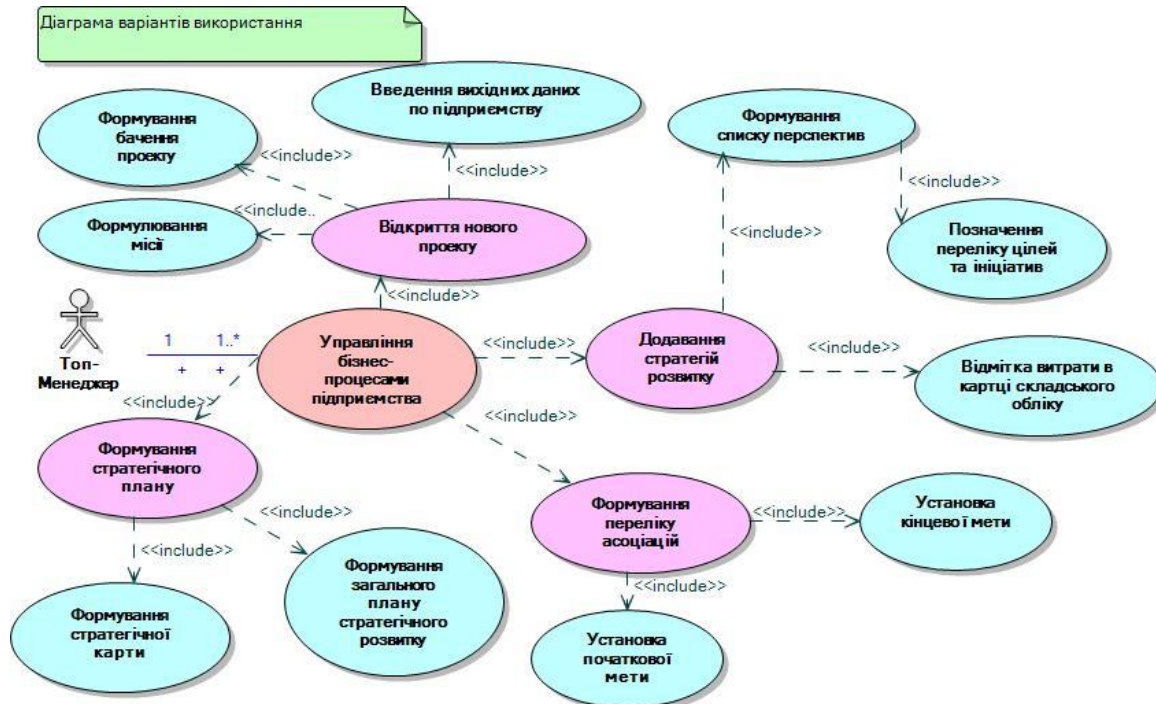 Діаграма варіантів використання
Введення вихідних даних
по підприємству
Формування
бачення
проекту
Формування
списку перспектив
<<include>>
<<include>>
<<include>>
<<include..
Формулювання
місії
Відкриття нового
проекту
<<include>>
Позначення
переліку цілей
та ініціатив
<<include>>
Топ-
Менеджер
1
1..*
+
+
Управління
бізнес-
процесами
підприємства
<<include>>
Додавання
стратегій
розвитку
<<include>>
Відмітка витрати в
картці складського
обліку
<<include>>
<<include>>
Формування
стратегічного
плану
Формування
переліку
асоціацій
<<include>>
Установка
кінцевої мети
<<include>>
<<include>>
<<include>>
Формування
стратегічної
карти
Формування
загального
плану
стратегічного
розвитку
Установка
початкової
мети